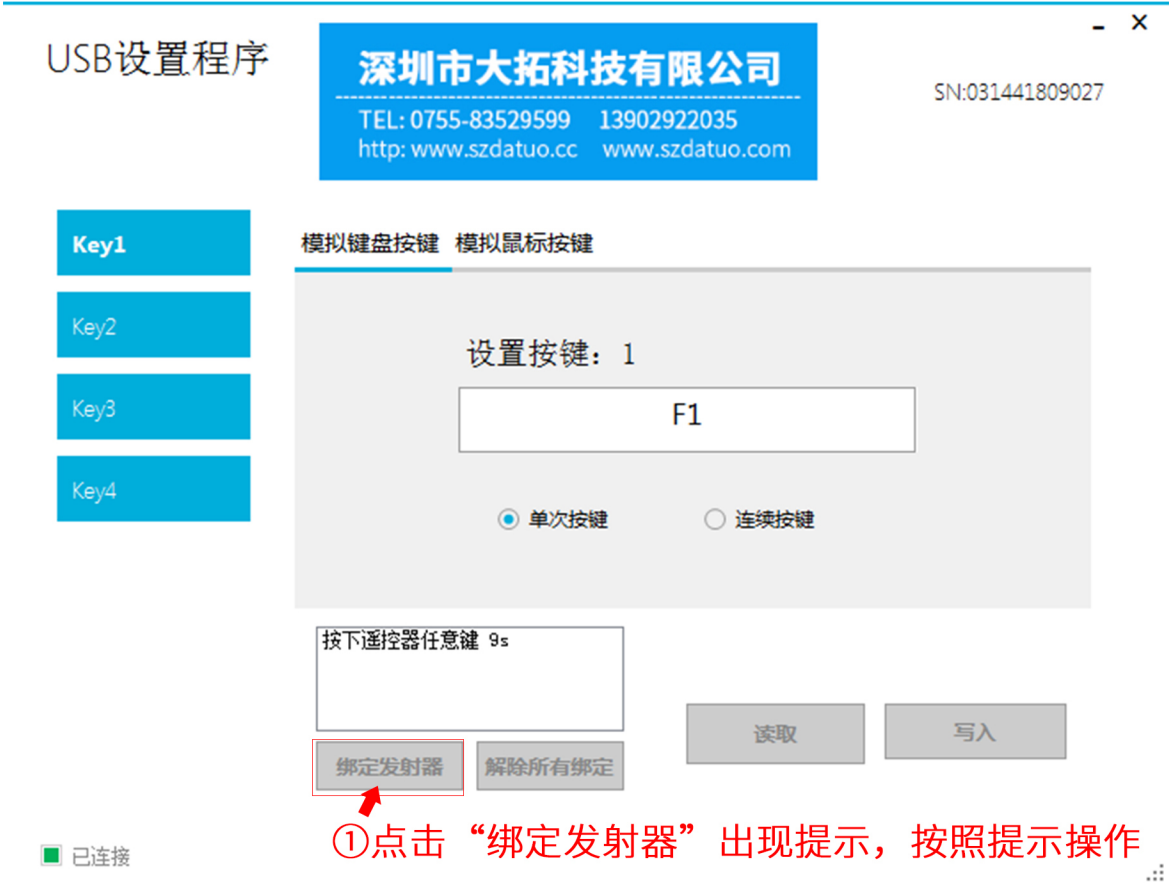 USB设置程序
深圳市大拓科技有限公司
TEL: 0755-83529599 13902922035
http: www.szdatuo.cc www.szdatuo.com
SN:031441809027
Key1
Key2
Key3
Key4
模拟键盘按键 模拟鼠标按键
设置按键：1
F1
单次按键 连续按键
按下遥控器任意键 9s
读取 写入
绑定发射器 解除所有绑定
①点击“绑定发射器”出现提示，按照提示操作
已连接